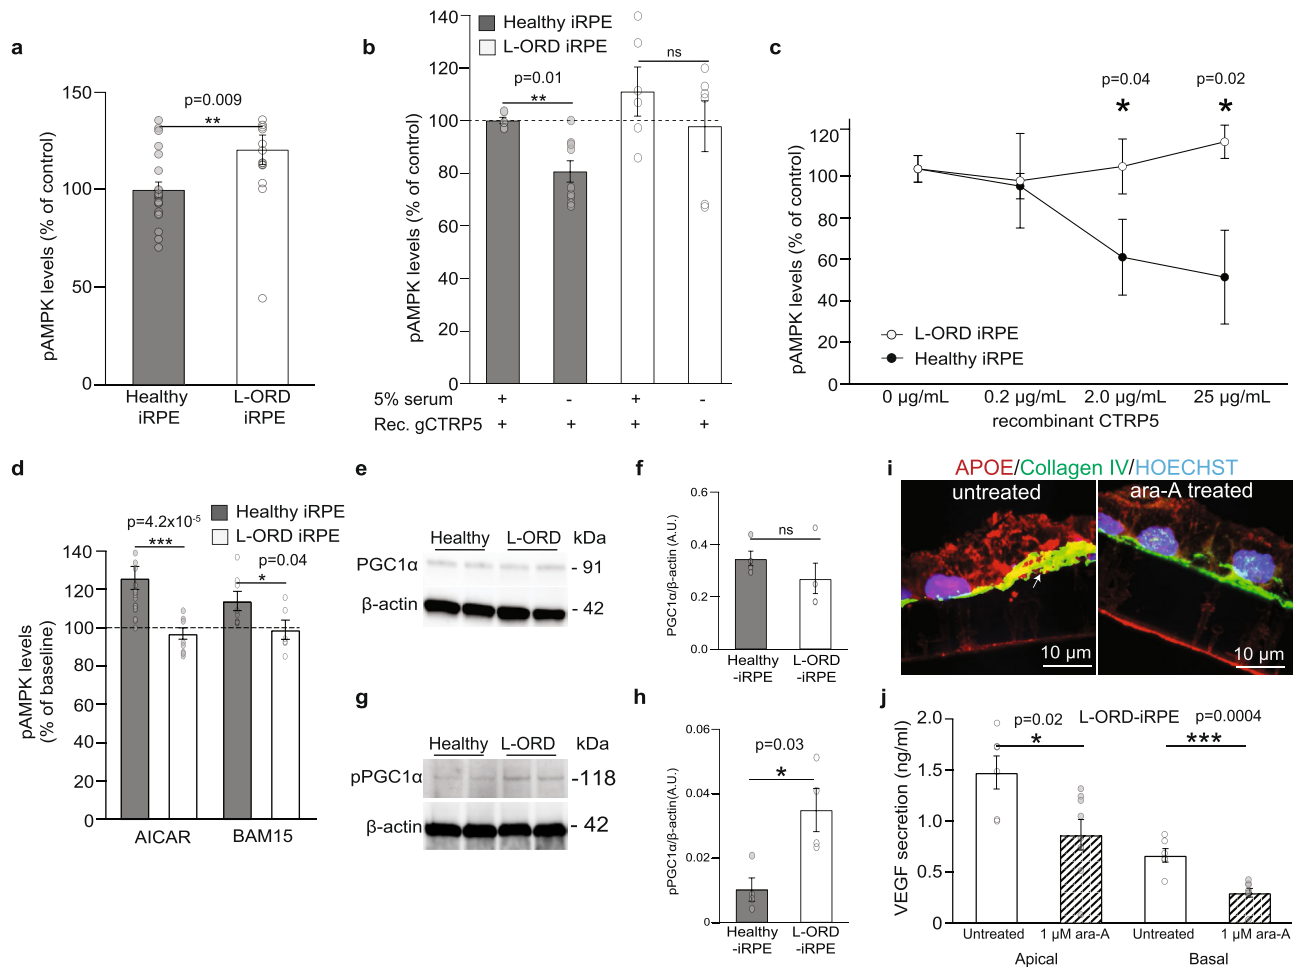 a
p=0.009
**
150
100
50
0
pAMPK levels (% of control)
Healthy
iRPE
L-ORD
iRPE
b
Healthy iRPE
L-ORD iRPE
p=0.01
**
ns
140
120
100
80
60
40
20
0
pAMPK levels (% of control)
5% serum + - + -
Rec. gCTRP5 + + + +
c
p=0.04
p=0.02
*
*
120
100
80
60
40
20
0
pAMPK levels (% of control)
L-ORD iRPE
Healthy iRPE
0 µg/mL
0.2 µg/mL
2.0 µg/mL
25 µg/mL
recombinant CTRP5
d
Healthy iRPE
L-ORD iRPE
p=4.2x10-5
***
p=0.04
*
140
120
100
80
60
40
20
0
pAMPK levels
(% of baseline)
AICAR
BAM15
e
Healthy
L-ORD
kDa
PGC1α
- 91
β-actin
- 42
f
ns
0.6
0.4
0.2
0.0
PGC1α/β-actin (A.U.)
Healthy
-iRPE
L-ORD
-iRPE
g
Healthy
L-ORD
kDa
pPGC1α
-118
β-actin
- 42
h
p=0.03
*
0.06
0.04
0.02
0
pPGC1α/β-actin (A.U.)
Healthy
-iRPE
L-ORD
-iRPE
i
APOE/Collagen IV/HOECHST
untreated
ara-A treated
10 µm
10 µm
j
L-ORD-iRPE
p=0.02
*
p=0.0004
***
2.0
1.5
1.0
0.5
0
VEGF secretion (ng/ml)
Untreated
1 µM ara-A
Untreated
1 µM ara-A
Apical
Basal